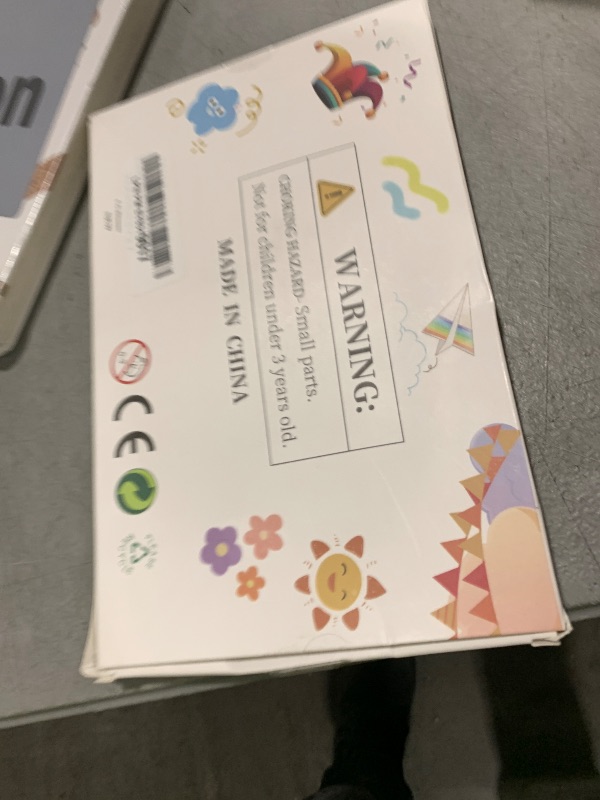 WARNING:
CHOKING HAZARD-Small parts.
Not for children under 3 years old.
MADE IN CHINA
CE